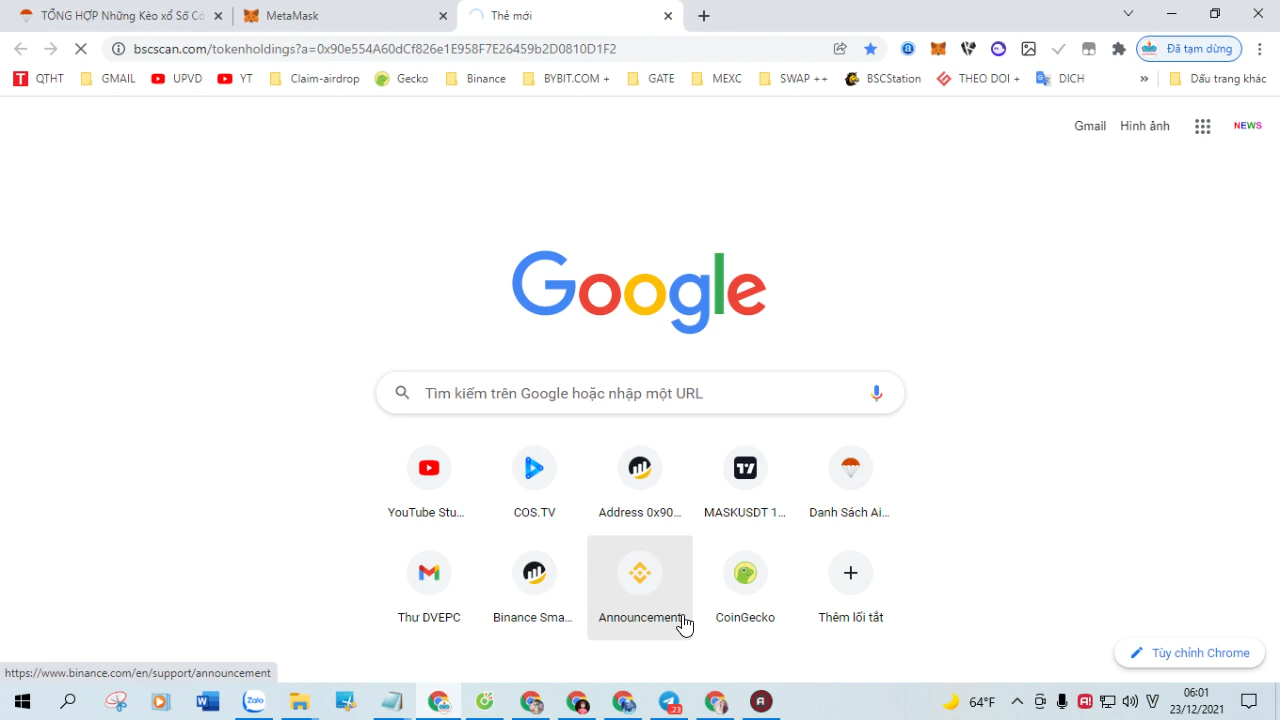 TỔNG HỢP Những Kèo xổ Số Cơ
MetaMask
Thẻ mới
bscscan.com/tokenholdings?a=0x90e554A60dCf826e1E958F7E26459b2D0810D1F2
Đã tạm dừng
QTHT
GMAIL
UPVD
YT
Claim-airdrop
Gecko
Binance
BYBIT.COM +
GATE
MEXC
SWAP ++
BSCStation
THEO DOI +
DICH
»
Dấu trang khác
Gmail
Hình ảnh
NEWS
Google
Tìm kiếm trên Google hoặc nhập một URL
YouTube Stu...
COS.TV
Address 0x90...
MASKUSDT 1...
Danh Sách Ai...
Thư DVEPC
Binance Sma...
Announcement
CoinGecko
Thêm lối tắt
Tùy chỉnh Chrome
https://www.binance.com/en/support/announcement
Zalo
23
64°F
06:01
23/12/2021